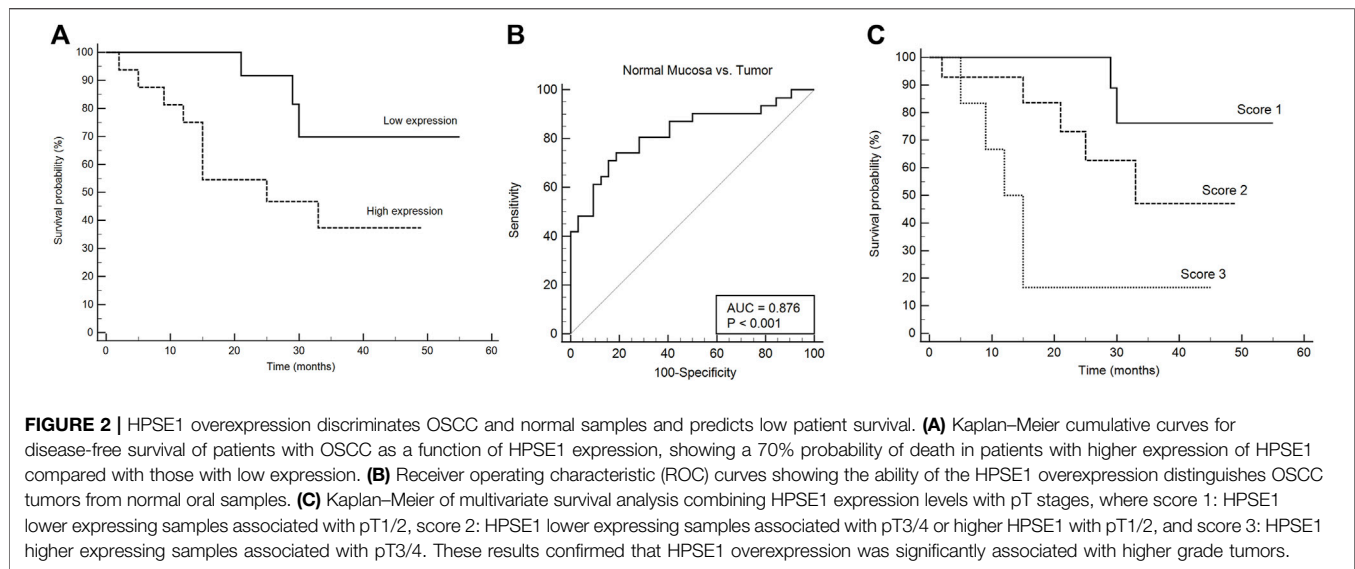 A
100
90
80
70
60
50
40
30
20
10
0
Survival probability (%)
Low expression
High expression
0 10 20 30 40 50 60
Time (months)
B
Normal Mucosa vs. Tumor
100
80
60
40
20
0
Sensitivity
AUC = 0.876
P < 0.001
0 20 40 60 80 100
100-Specificity
C
100
90
80
70
60
50
40
30
20
10
0
Survival probability (%)
Score 1
Score 2
Score 3
0 10 20 30 40 50 60
Time (months)
FIGURE 2 | HPSE1 overexpression discriminates OSCC and normal samples and predicts low patient survival. (A) Kaplan–Meier cumulative curves for
disease-free survival of patients with OSCC as a function of HPSE1 expression, showing a 70% probability of death in patients with higher expression of HPSE1
compared with those with low expression. (B) Receiver operating characteristic (ROC) curves showing the ability of the HPSE1 overexpression distinguishes OSCC
tumors from normal oral samples. (C) Kaplan–Meier of multivariate survival analysis combining HPSE1 expression levels with pT stages, where score 1: HPSE1
lower expressing samples associated with pT1/2, score 2: HPSE1 lower expressing samples associated with pT3/4 or higher HPSE1 with pT1/2, and score 3: HPSE1
higher expressing samples associated with pT3/4. These results confirmed that HPSE1 overexpression was significantly associated with higher grade tumors.